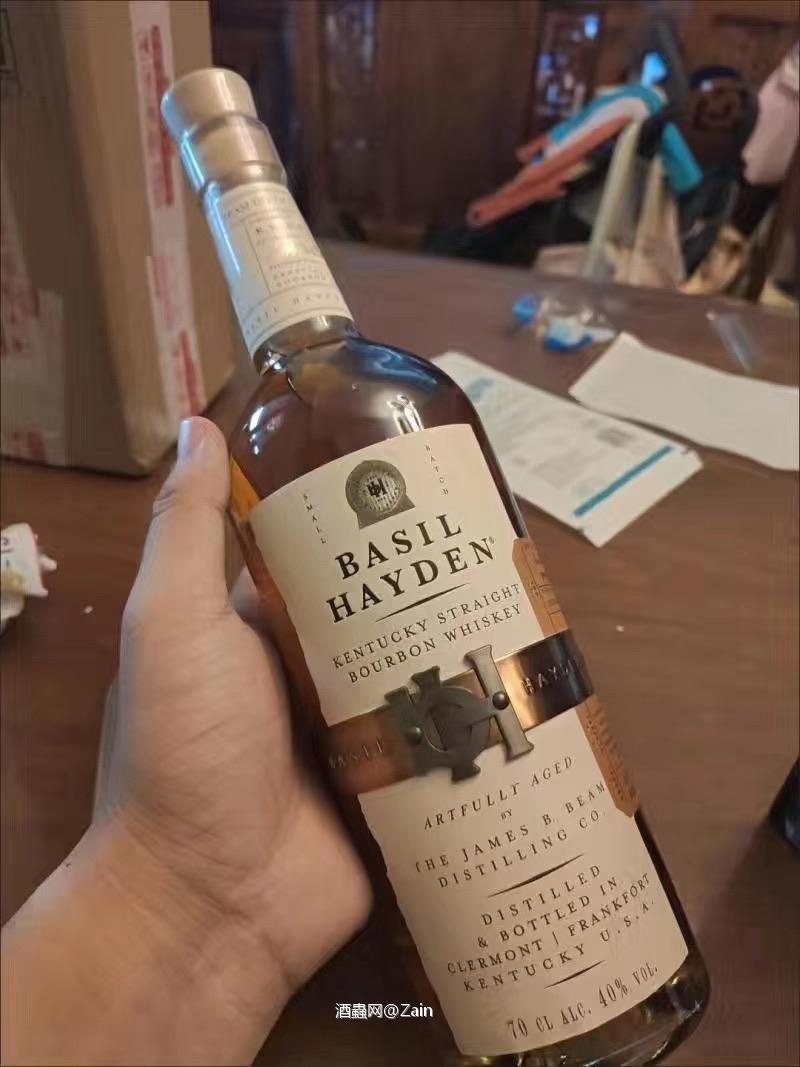 SMALL
BATCH
BASIL
HAYDEN®
KENTUCKY STRAIGHT
BOURBON WHISKEY
BASIL
HAYDEN
ARTFULLY AGED
BY
THE JAMES B. BEAM
DISTILLING CO.
DISTILLED
& BOTTLED IN
CLERMONT | FRANKFORT
KENTUCKY U.S.A.
70 CL ALC. 40% VOL.
酒蟲网@Zain